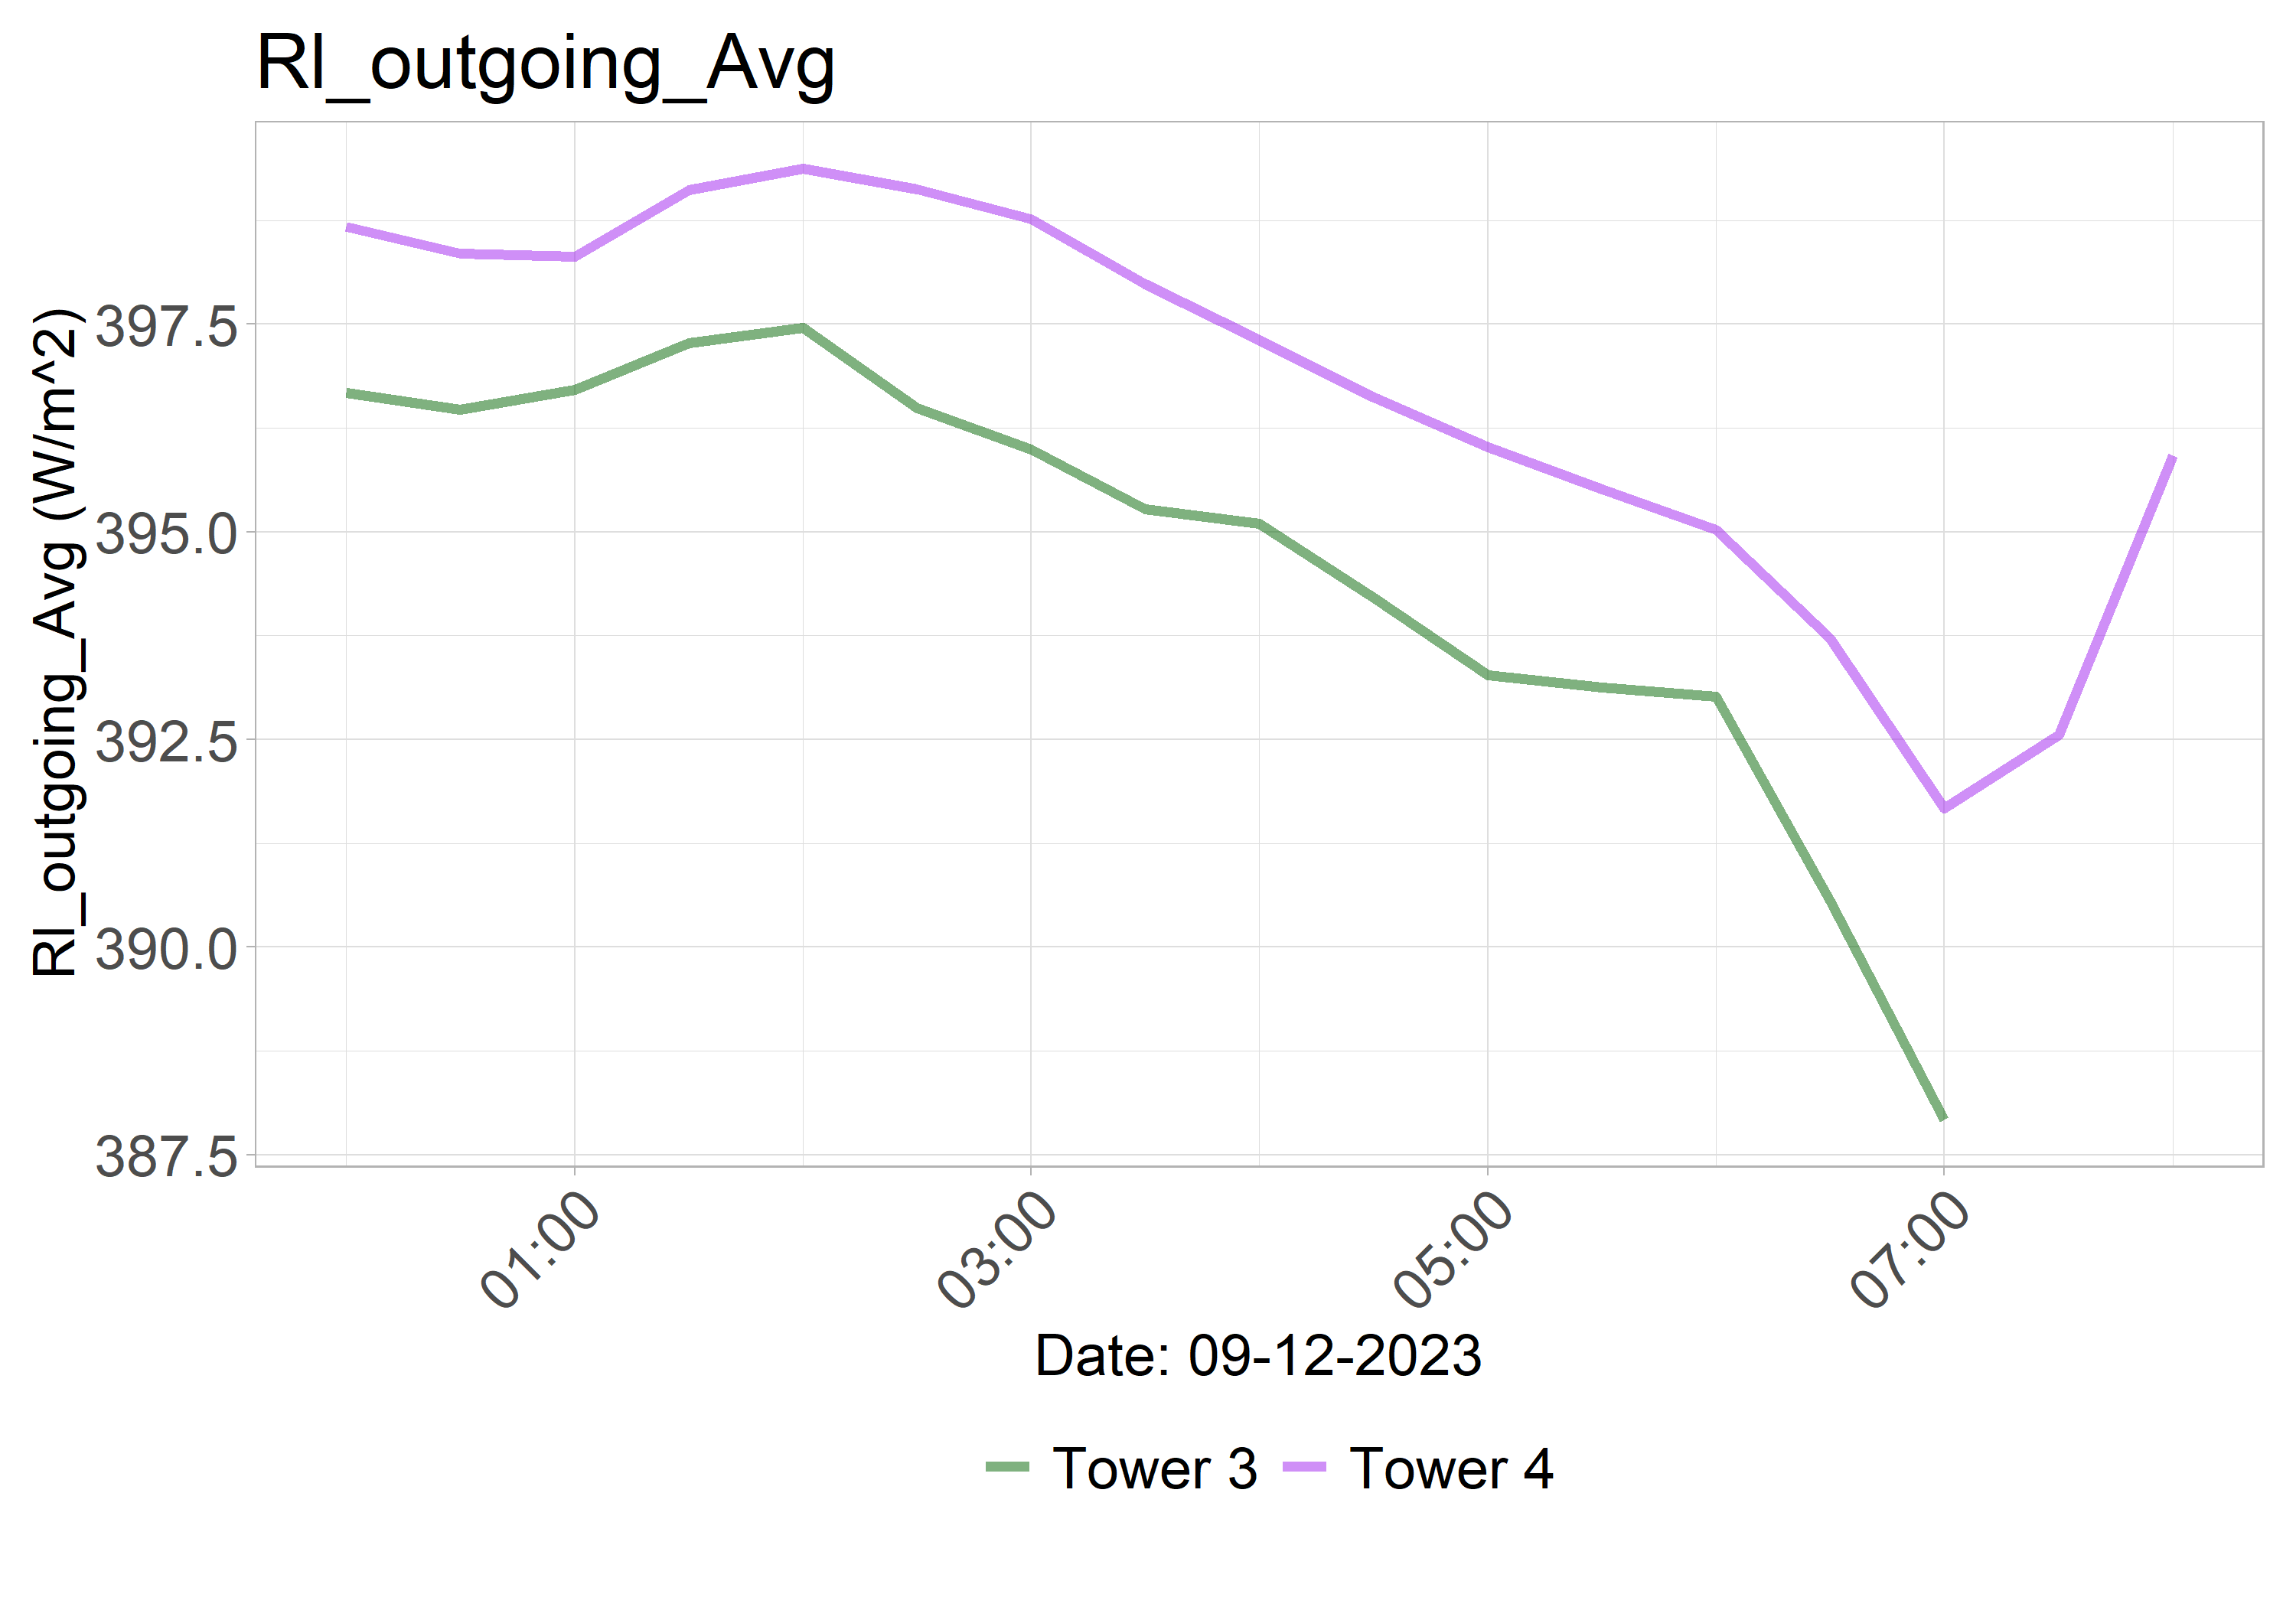 Rl_outgoing_Avg
Rl_outgoing_Avg (W/m^2)
397.5
395.0
392.5
390.0
387.5
01:00
03:00
05:00
07:00
Date: 09-12-2023
Tower 3
Tower 4